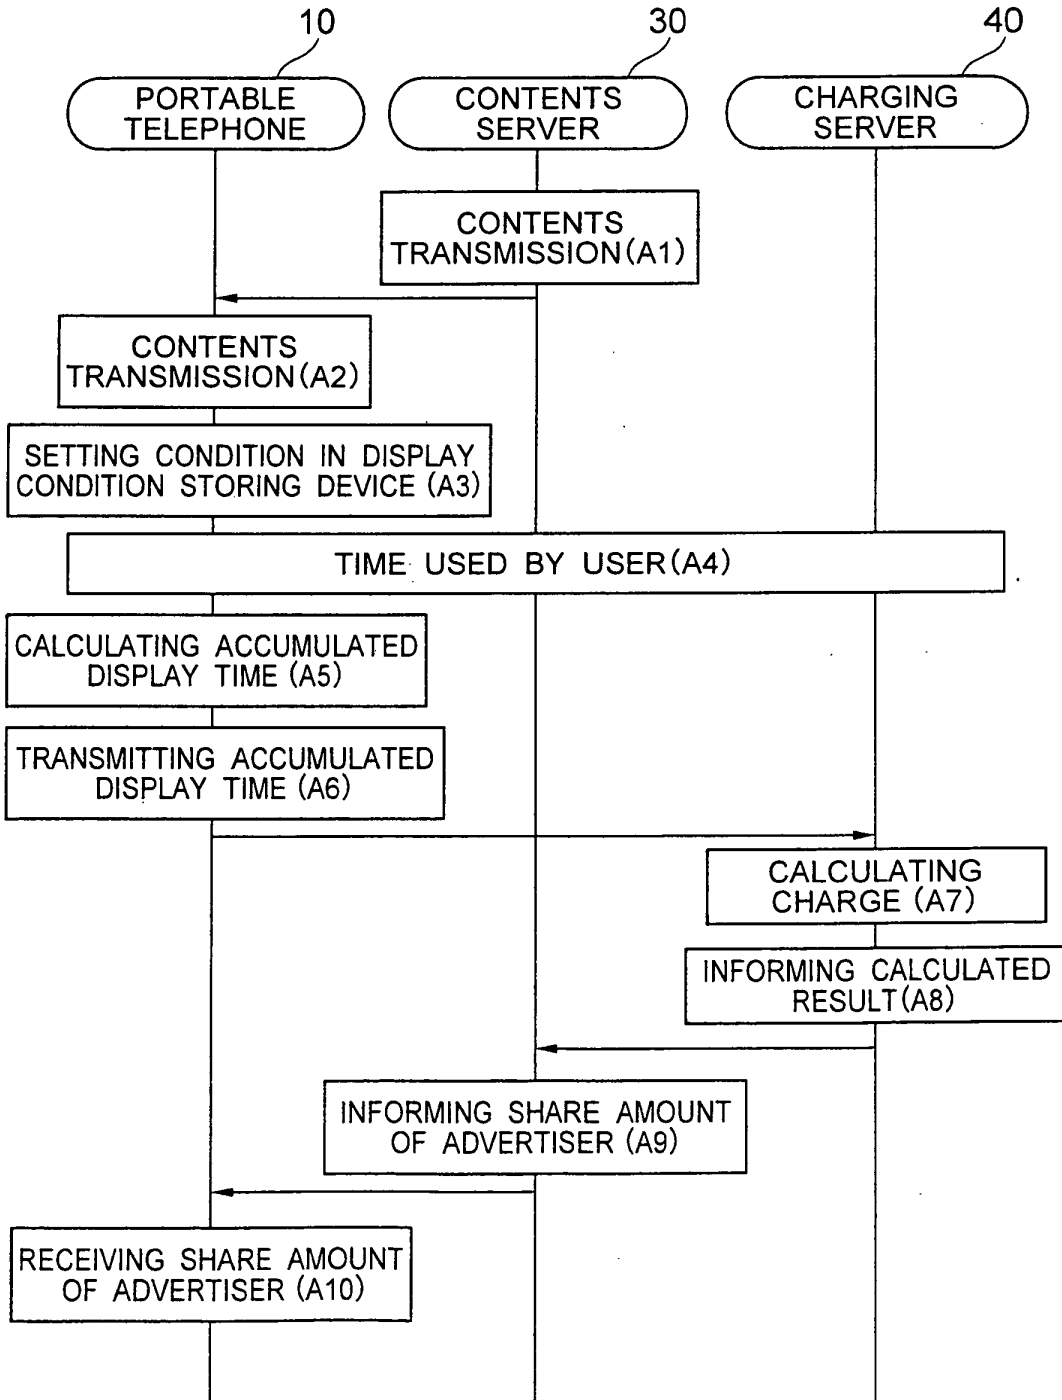 10
30
40
PORTABLE
TELEPHONE
CONTENTS
SERVER
CHARGING
SERVER
CONTENTS
TRANSMISSION(A1)
CONTENTS
TRANSMISSION(A2)
SETTING CONDITION IN DISPLAY
CONDITION STORING DEVICE (A3)
TIME USED BY USER(A4)
CALCULATING ACCUMULATED
DISPLAY TIME (A5)
TRANSMITTING ACCUMULATED
DISPLAY TIME (A6)
CALCULATING
CHARGE (A7)
INFORMING CALCULATED
RESULT(A8)
INFORMING SHARE AMOUNT
OF ADVERTISER (A9)
RECEIVING SHARE AMOUNT
OF ADVERTISER (A10)